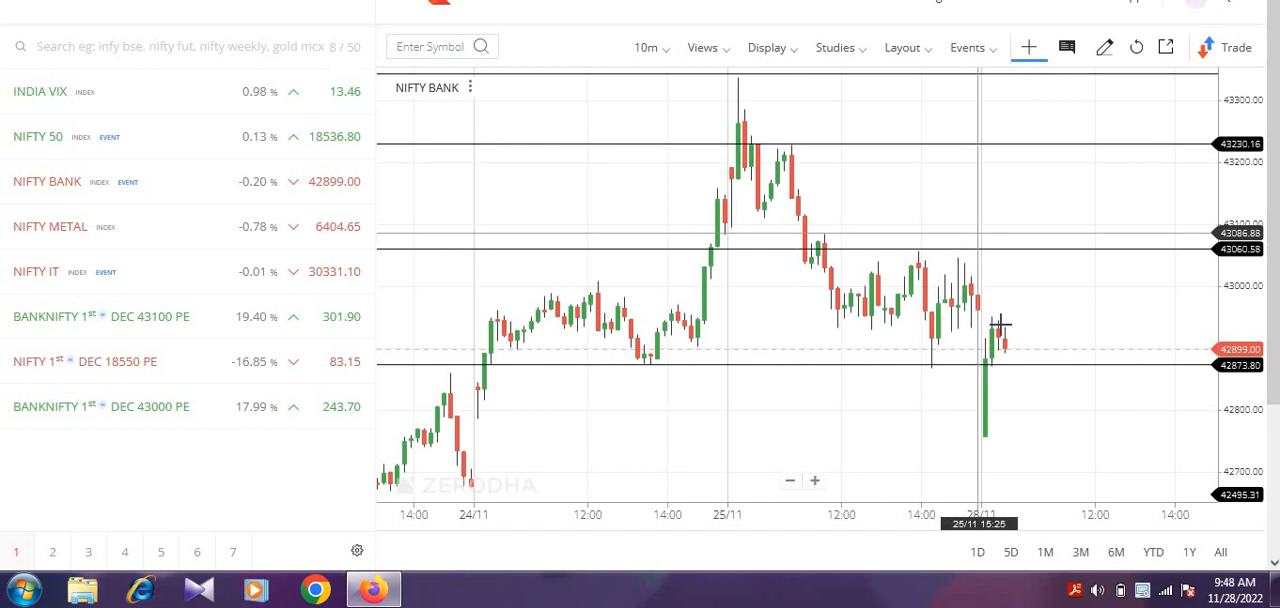 Search eg: infy bse, nifty fut, nifty weekly, gold mcx 8 / 50
INDIA VIX INDEX 0.98 % 13.46
NIFTY 50 INDEX EVENT 0.13 % 18536.80
NIFTY BANK INDEX EVENT -0.20 % 42899.00
NIFTY METAL INDEX -0.78 % 6404.65
NIFTY IT INDEX EVENT -0.01 % 30331.10
BANKNIFTY 1st DEC 43100 PE 19.40 % 301.90
NIFTY 1st DEC 18550 PE -16.85 % 83.15
BANKNIFTY 1st DEC 43000 PE 17.99 % 243.70
1 2 3 4 5 6 7
Enter Symbol 10m Views Display Studies Layout Events Trade
NIFTY BANK
43300.00
43230.16
43200.00
43100.00
43086.88
43060.58
43000.00
42899.00
42873.80
42800.00
42700.00
42495.31
ZERODHA
14:00 24/11 12:00 14:00 25/11 12:00 14:00 28/11 12:00 14:00
25/11 15:25
1D 5D 1M 3M 6M YTD 1Y All
9:48 AM
11/28/2022